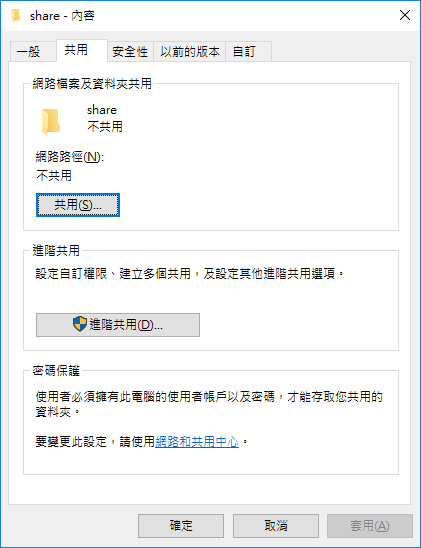 share - 內容
一般
共用
安全性
以前的版本
自訂
網路檔案及資料夾共用
share
不共用
網路路徑(N):
不共用
共用(S)...
進階共用
設定自訂權限、建立多個共用，及設定其他進階共用選項。
進階共用(D)...
密碼保護
使用者必須擁有此電腦的使用者帳戶以及密碼，才能存取您共用的
資料夾。
要變更此設定，請使用網路和共用中心。
確定
取消
套用(A)